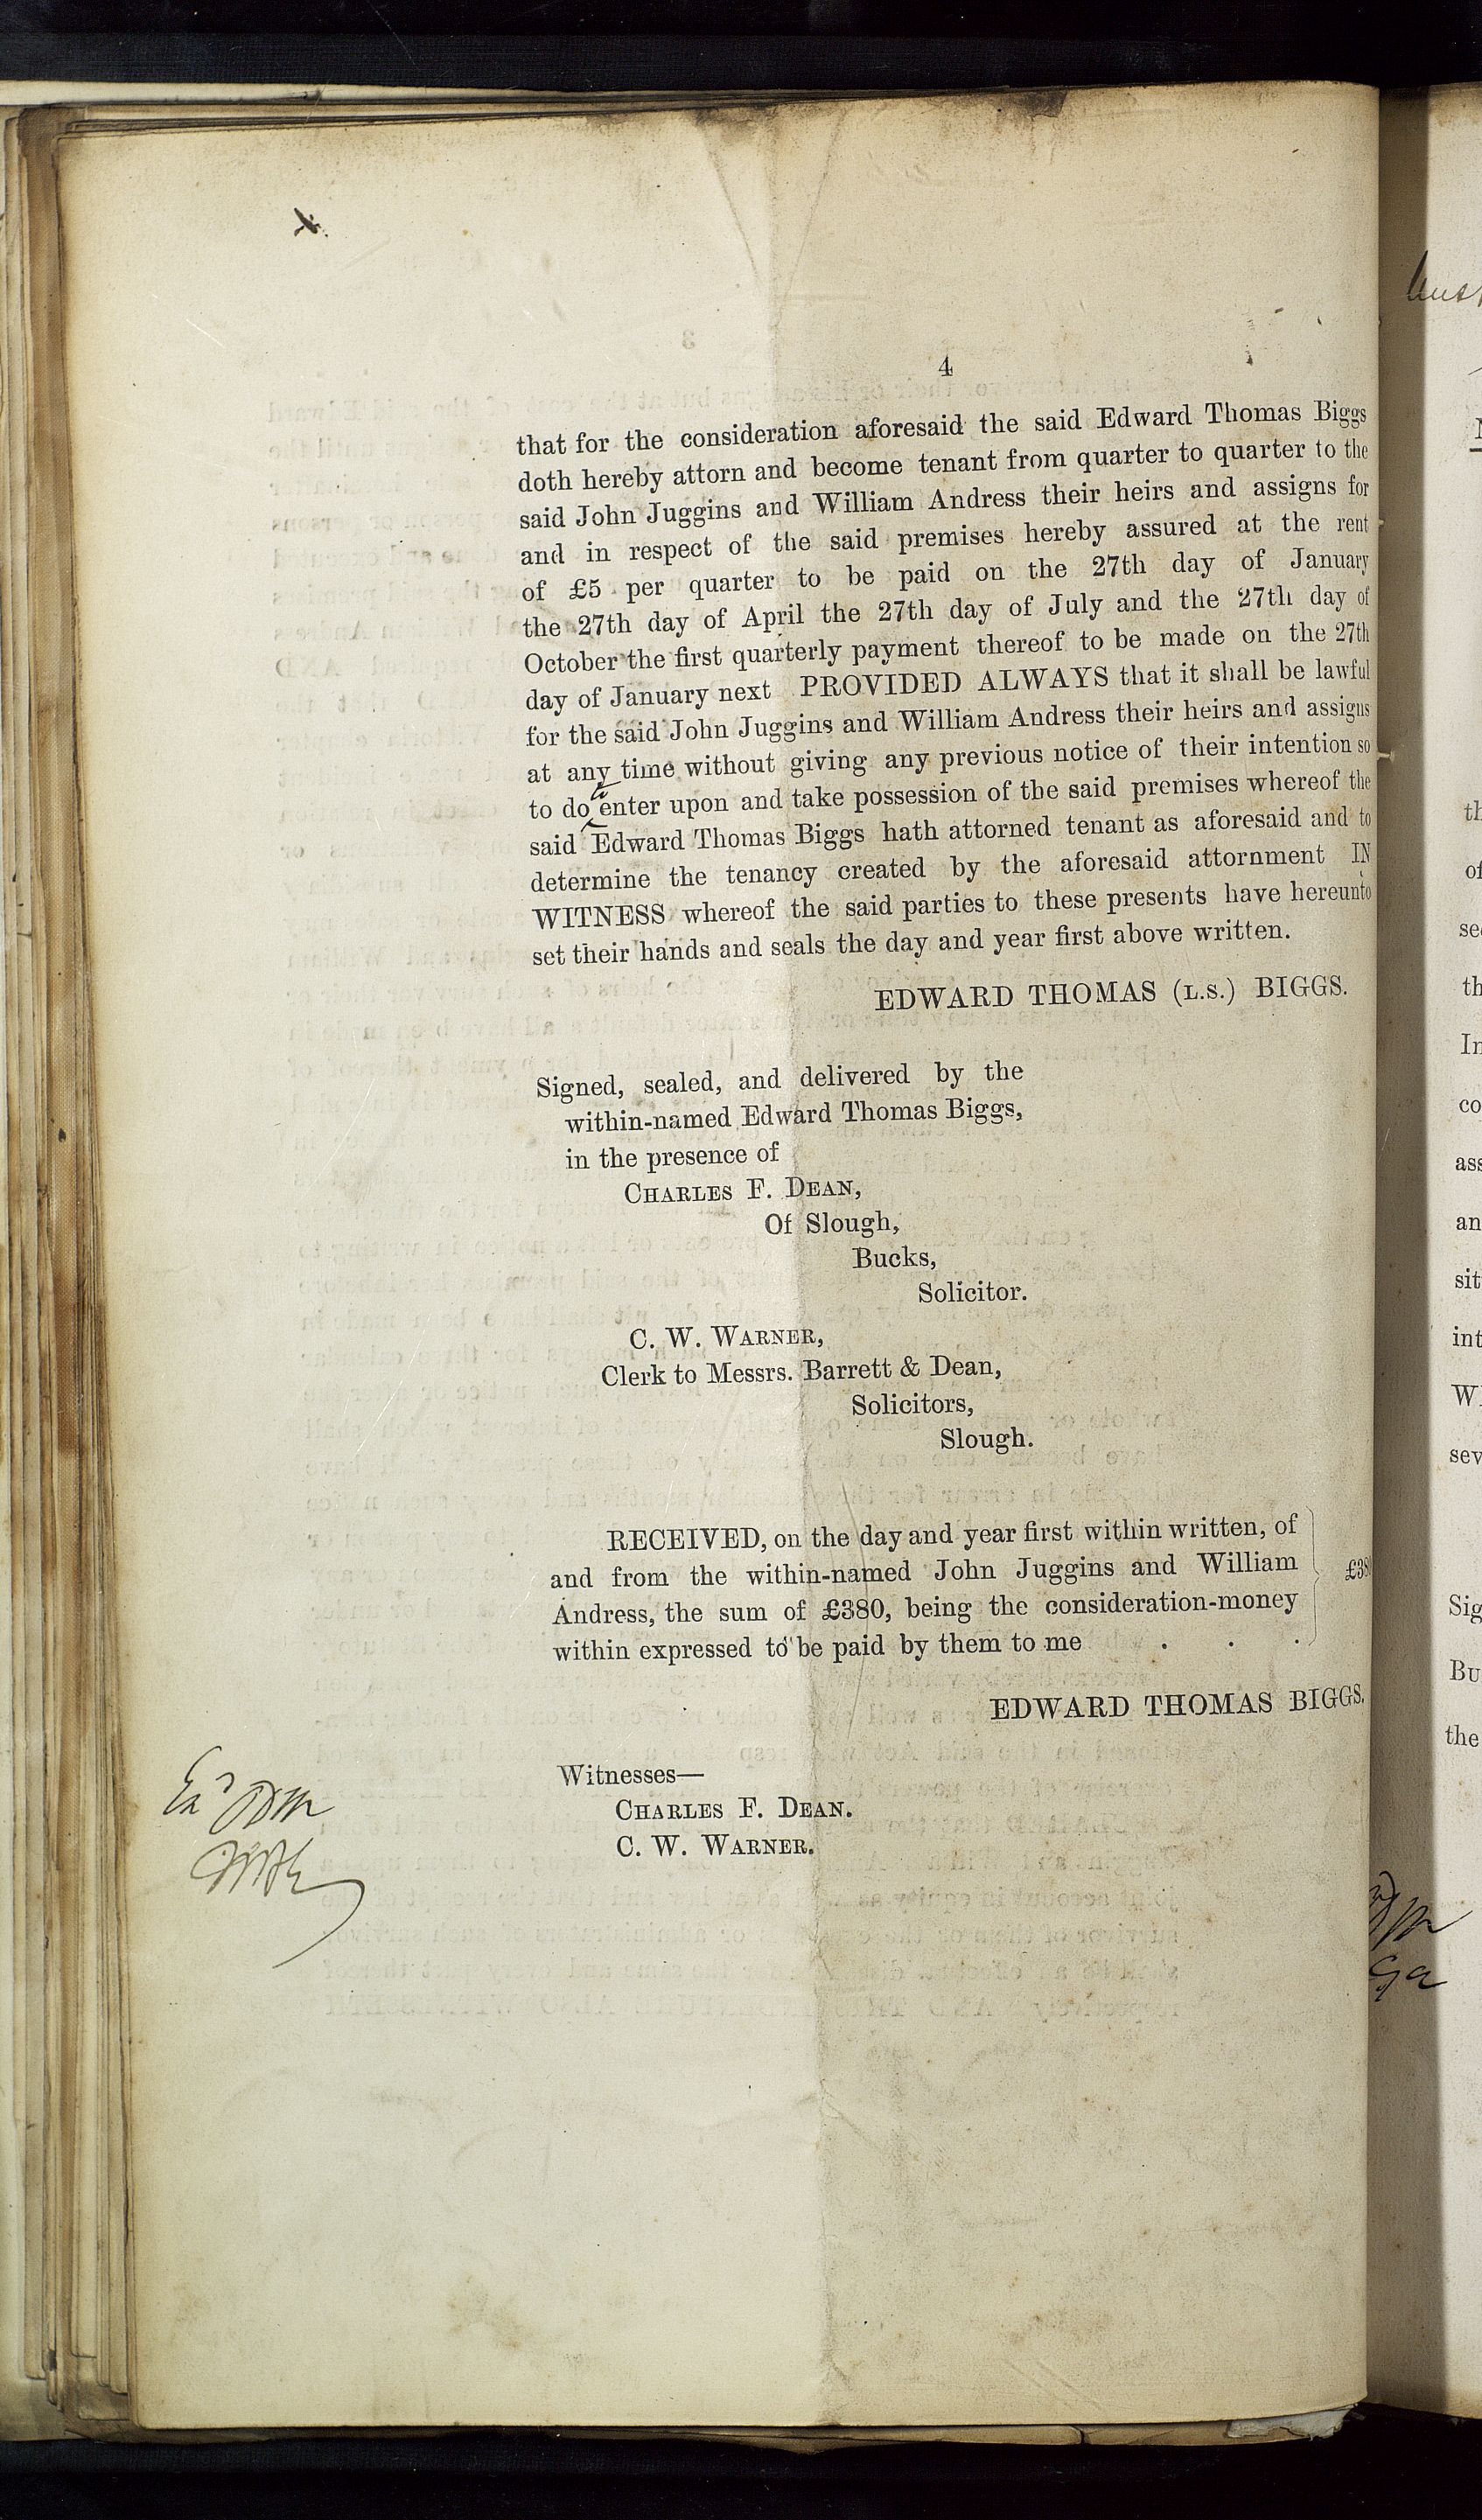 4
that for the consideration aforesaid the said Edward Thomas Biggs
doth hereby attorn and become tenant from quarter to quarter to the
said John Juggins and William Andress their heirs and assigns for
and in respect of the said premises hereby assured at the rent
of £5 per quarter to be paid on the 27th day of January
the 27th day of April the 27th day of July and the 27th day of
October the first quarterly payment thereof to be made on the 27th
day of January next PROVIDED ALWAYS that it shall be lawful
for the said John Juggins and William Andress their heirs and assigns
at any time without giving any previous notice of their intention so
to do to enter upon and take possession of the said premises whereof the
said Edward Thomas Biggs hath attorned tenant as aforesaid and to
determine the tenancy created by the aforesaid attornment IN
WITNESS whereof the said parties to these presents have hereunto
set their hands and seals the day and year first above written.
EDWARD THOMAS (L.S.) BIGGS.
Signed, sealed, and delivered by the
within-named Edward Thomas Biggs,
in the presence of
CHARLES F. DEAN,
Of Slough,
Bucks,
Solicitor.
C. W. WARNER,
Clerk to Messrs. Barrett & Dean,
Solicitors,
Slough.
RECEIVED, on the day and year first within written, of
and from the within-named John Juggins and William
Andress, the sum of £380, being the consideration-money
within expressed to be paid by them to me . . .
£380
EDWARD THOMAS BIGGS.
Witnesses—
CHARLES F. DEAN.
C. W. WARNER.